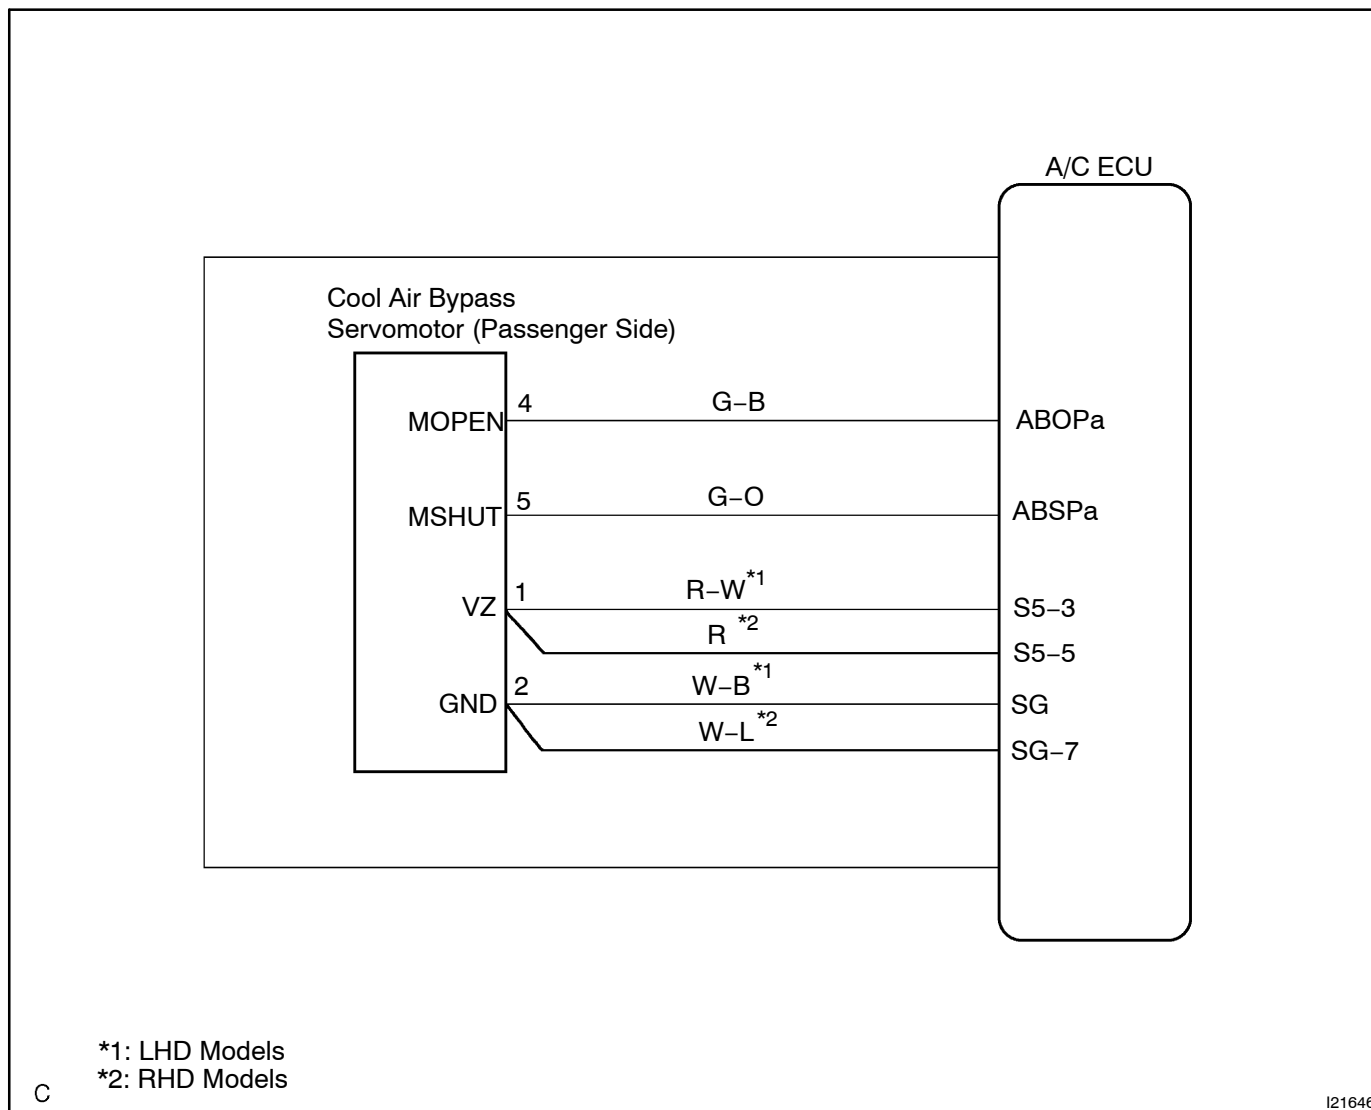 A/C ECU
Cool Air Bypass
Servomotor (Passenger Side)
MOPEN 4 G−B ABOPa
MSHUT 5 G−O ABSPa
VZ 1 R−W*1 S5−3
R *2 S5−5
GND 2 W−B*1 SG
W−L*2 SG−7
*1: LHD Models
*2: RHD Models
C